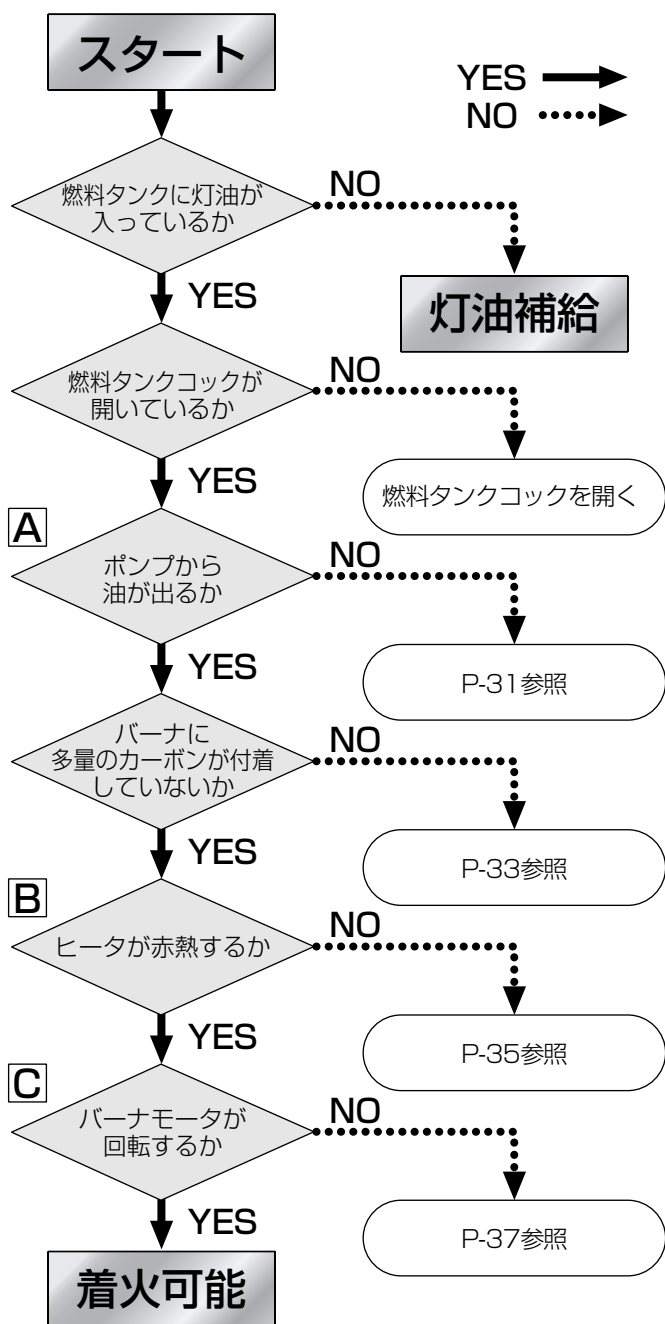 スタート
YES
NO
燃料タンクに灯油が
入っているか
NO
YES
灯油補給
燃料タンクコックが
開いているか
NO
YES
燃料タンクコックを開く
A
ポンプから
油が出るか
NO
YES
P-31参照
バーナに
多量のカーボンが付着
していないか
NO
YES
P-33参照
B
ヒータが赤熱するか
NO
YES
P-35参照
C
バーナモータが
回転するか
NO
YES
P-37参照
着火可能